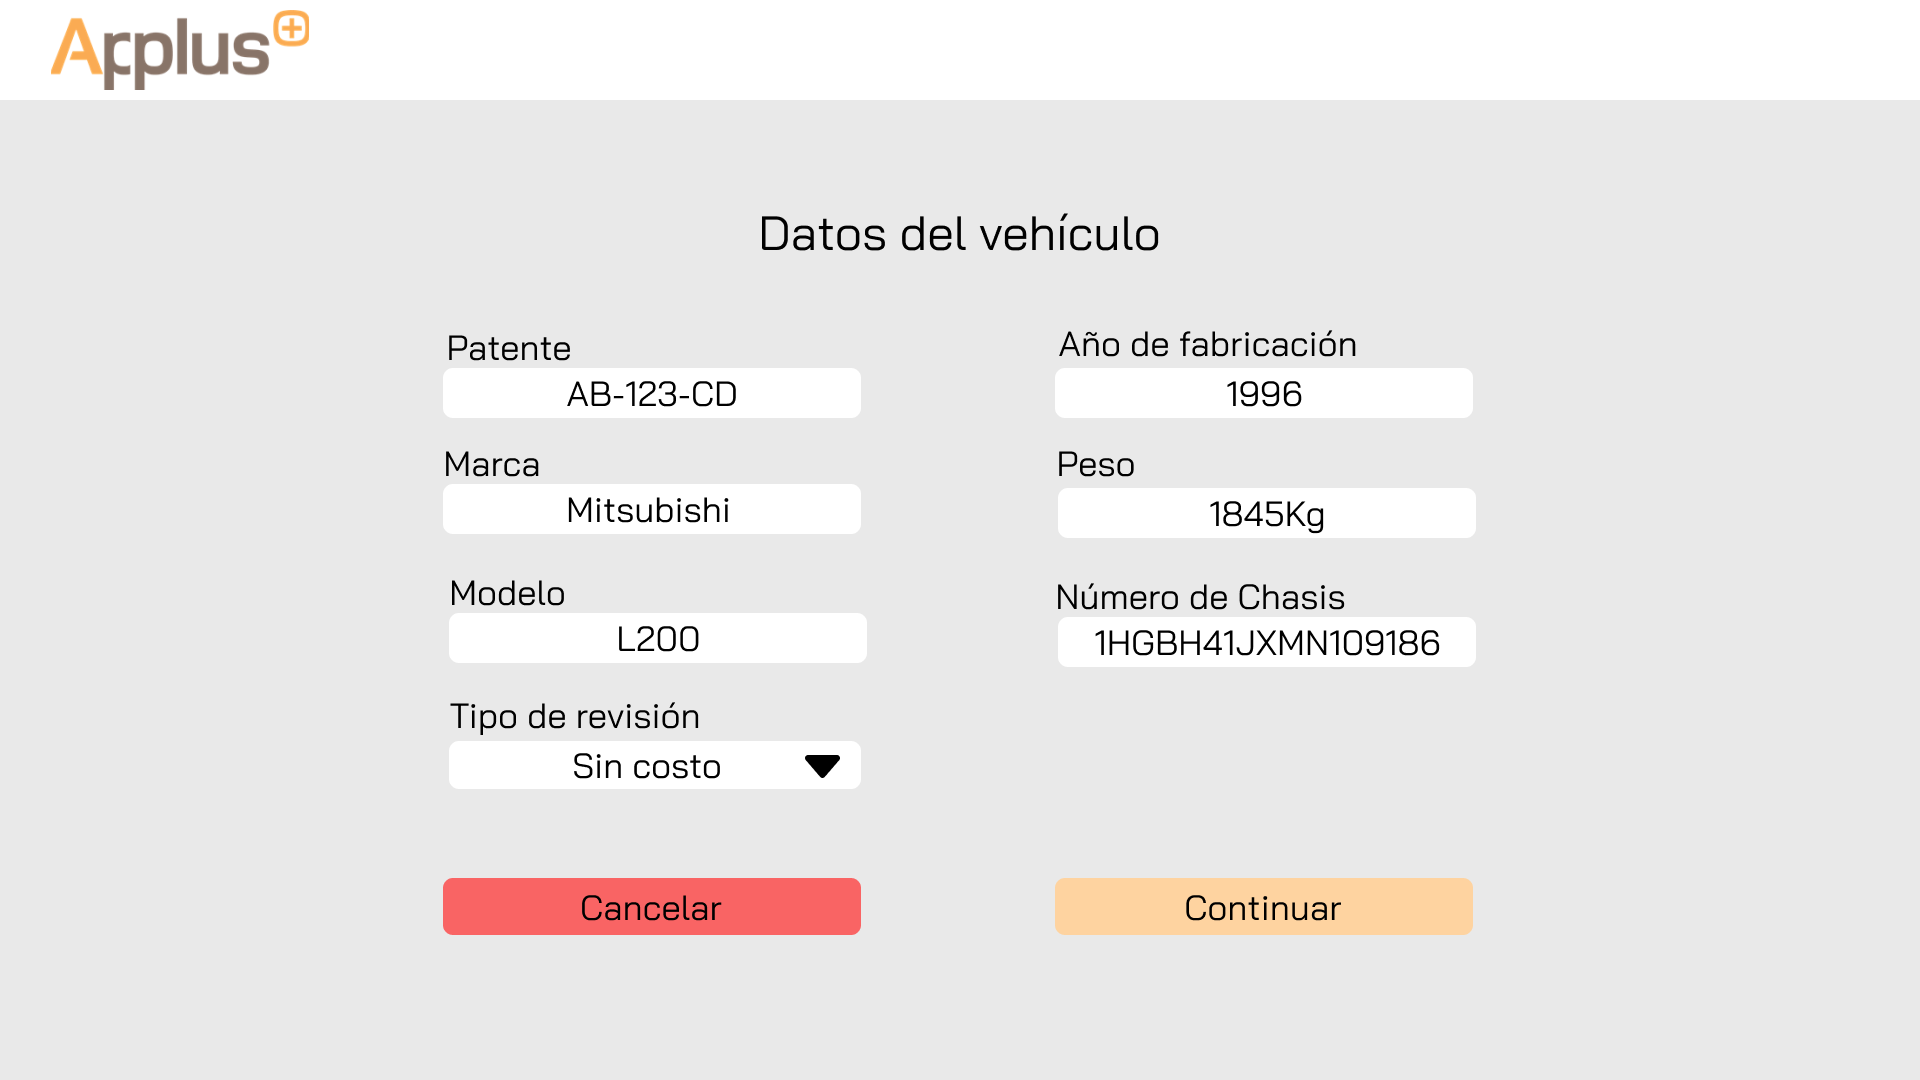 Applus+
Datos del vehículo
Patente
AB-123-CD
Marca
Mitsubishi
Modelo
L200
Tipo de revisión
Sin costo
Año de fabricación
1996
Peso
1845Kg
Número de Chasis
1HGBH41JXMN109186
Cancelar
Continuar